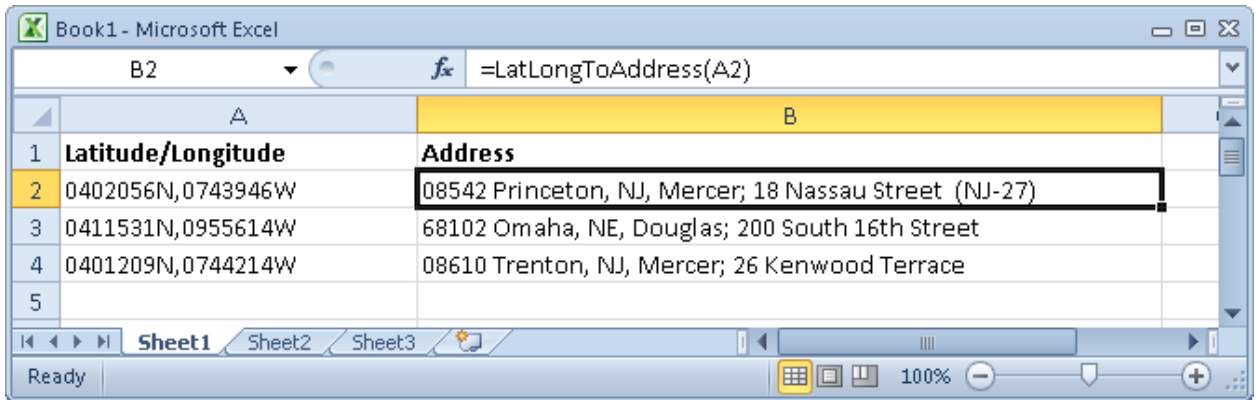 Book1 - Microsoft Excel
B2 fx =LatLongToAddress(A2)
A B
1 Latitude/Longitude Address
2 0402056N,0743946W 08542 Princeton, NJ, Mercer; 18 Nassau Street  (NJ-27)
3 0411531N,0955614W 68102 Omaha, NE, Douglas; 200 South 16th Street
4 0401209N,0744214W 08610 Trenton, NJ, Mercer; 26 Kenwood Terrace
5
Sheet1 Sheet2 Sheet3
Ready 100%